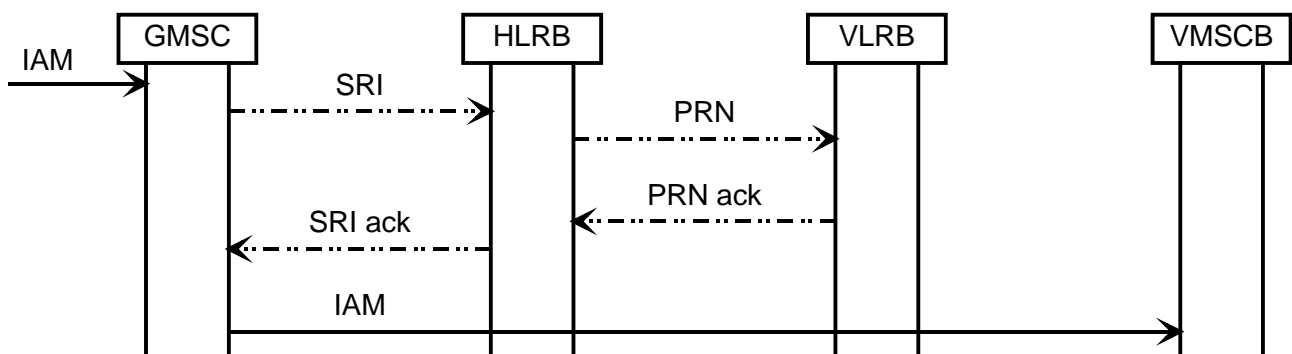 GMSC HLRB VLRB VMSCB
IAM
SRI
PRN
PRN ack
SRI ack
IAM